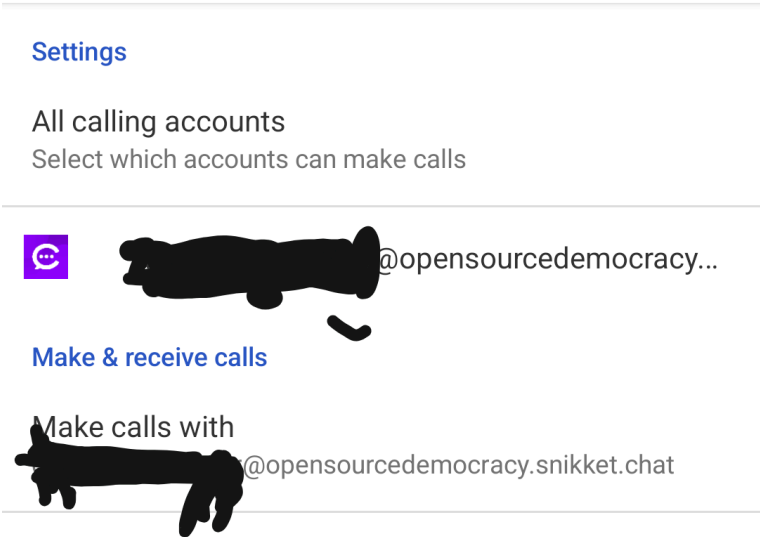 Settings
All calling accounts
Select which accounts can make calls
@opensourcedemocracy...
Make & receive calls
Make calls with
@opensourcedemocracy.snikket.chat